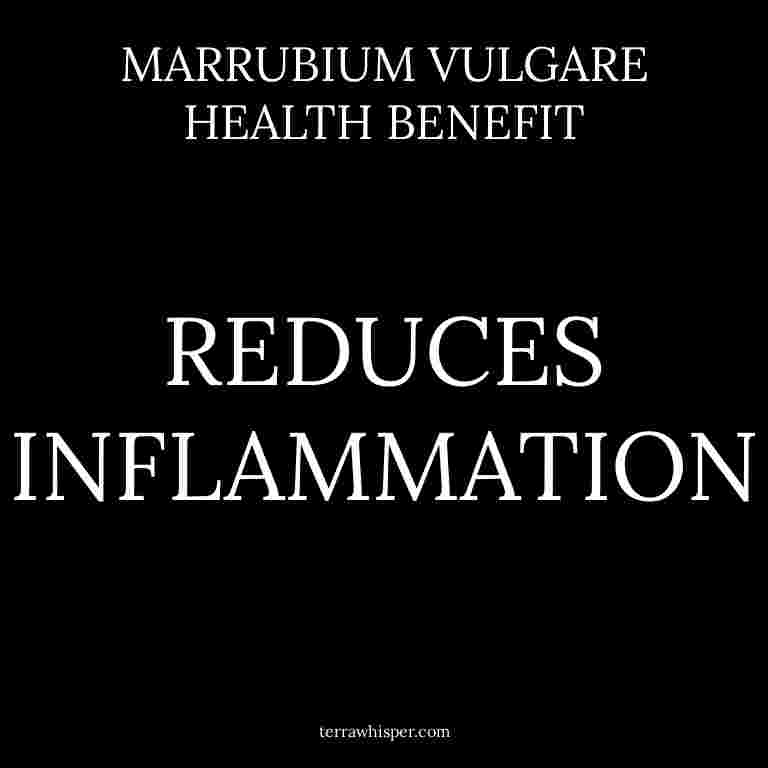 MARRUBIUM VULGARE
HEALTH BENEFIT
REDUCES
INFLAMMATION
terrawhisper.com